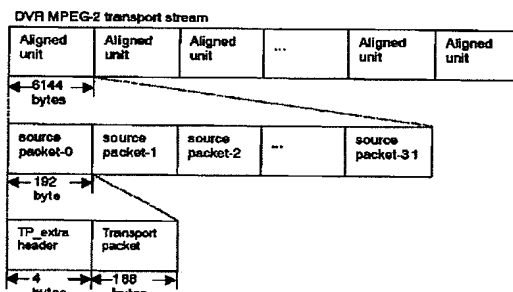 DVR MPEG-2 transport stream
Aligned unit
Aligned unit
Aligned unit
...
Aligned unit
Aligned unit
6144 bytes
source packet-0
source packet-1
source packet-2
...
source packet-31
192 byte
TP_extra header
Transport packet
4 bytes
188 bytes